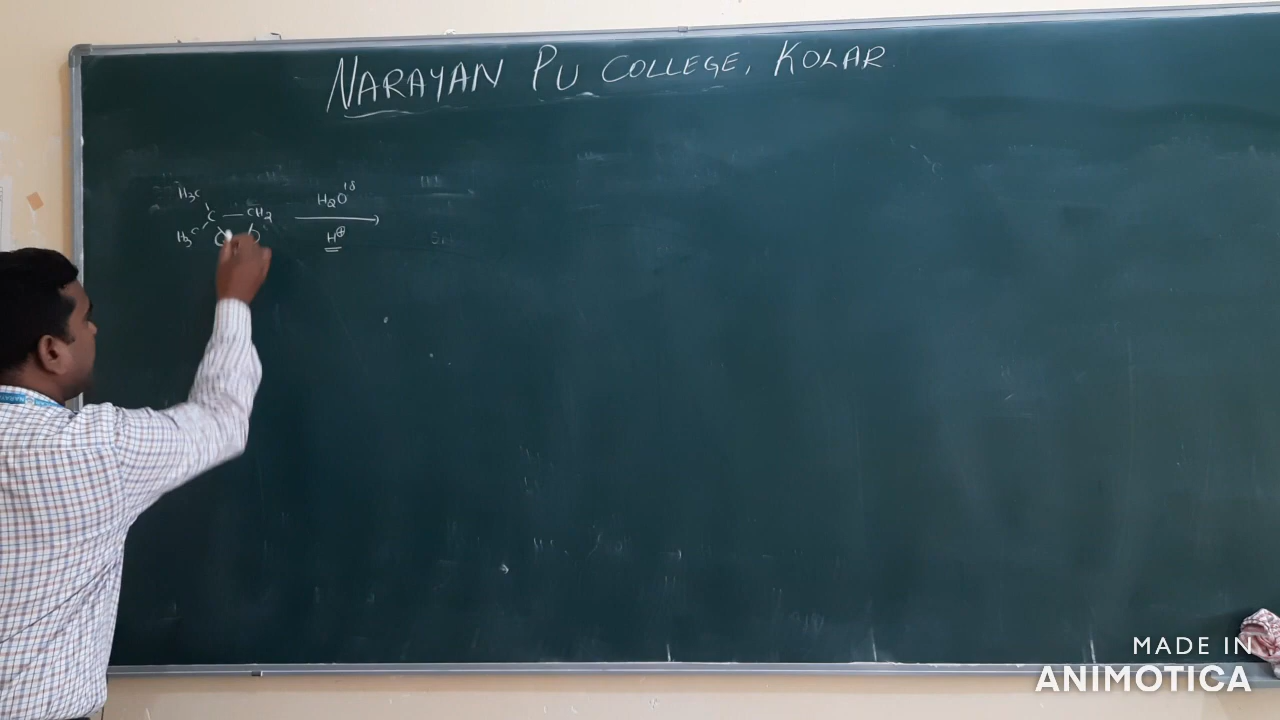 NARAYAN PU COLLEGE, KOLAR
H3C
C — CH2
H3C
H2O18
H⊕
MADE IN
ANIMOTICA